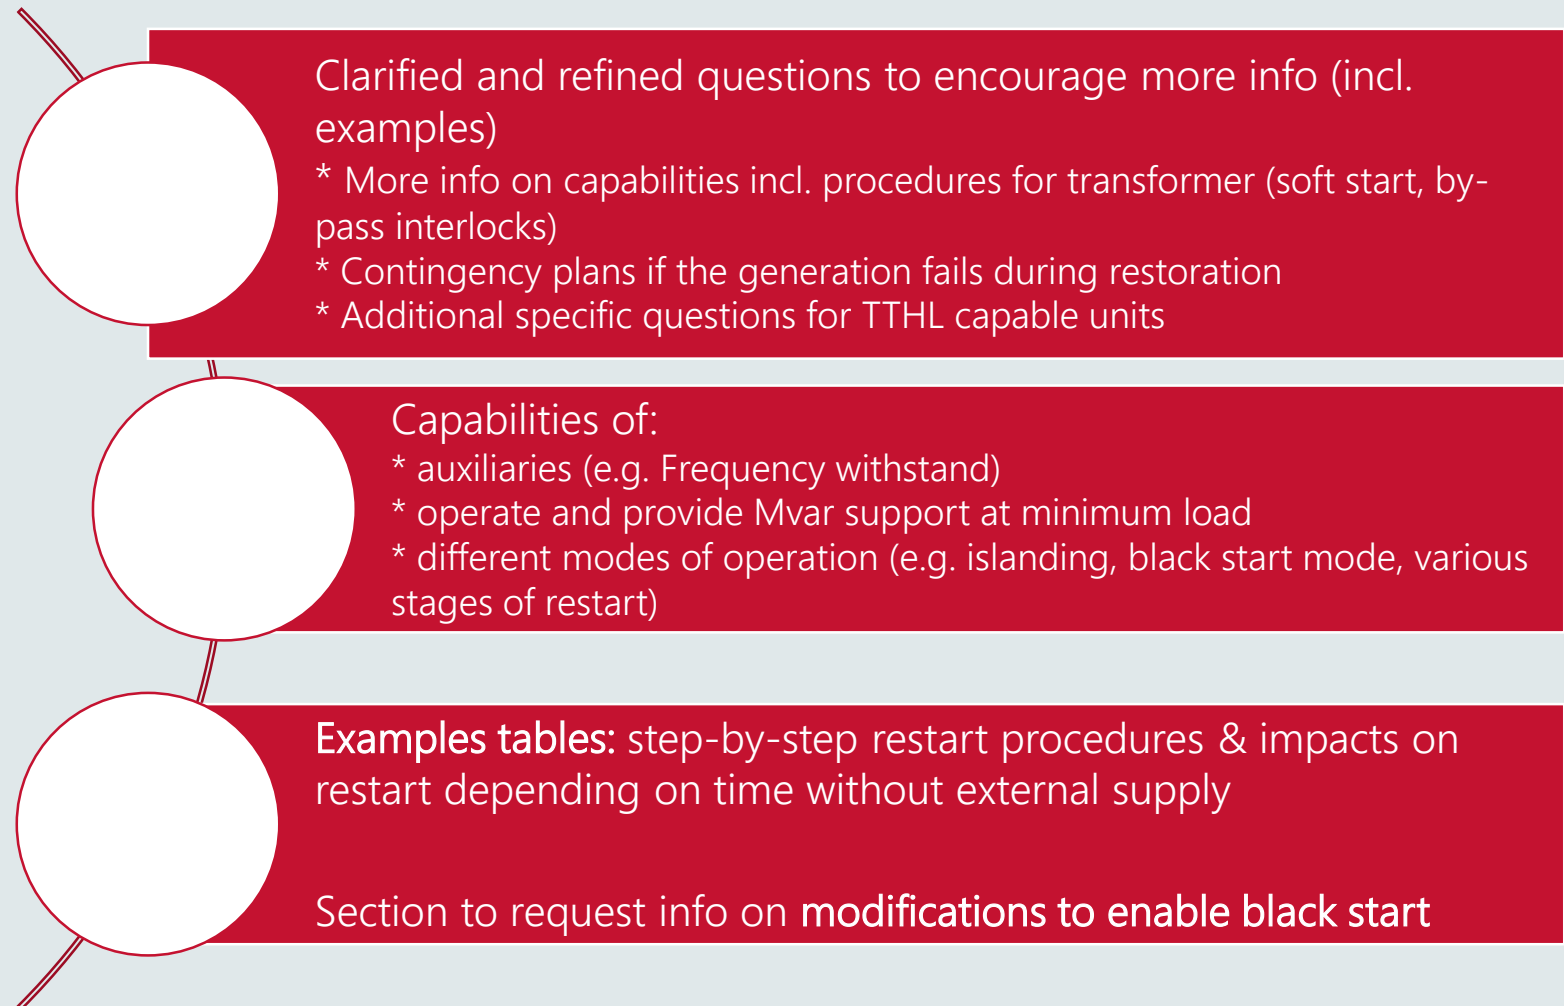 Clarified and refined questions to encourage more info (incl.
examples)
* More info on capabilities incl. procedures for transformer (soft start, by-
pass interlocks)
* Contingency plans if the generation fails during restoration
* Additional specific questions for TTHL capable units
Capabilities of:
* auxiliaries (e.g. Frequency withstand)
* operate and provide Mvar support at minimum load
* different modes of operation (e.g. islanding, black start mode, various
stages of restart)
Examples tables: step-by-step restart procedures & impacts on
restart depending on time without external supply
Section to request info on modifications to enable black start